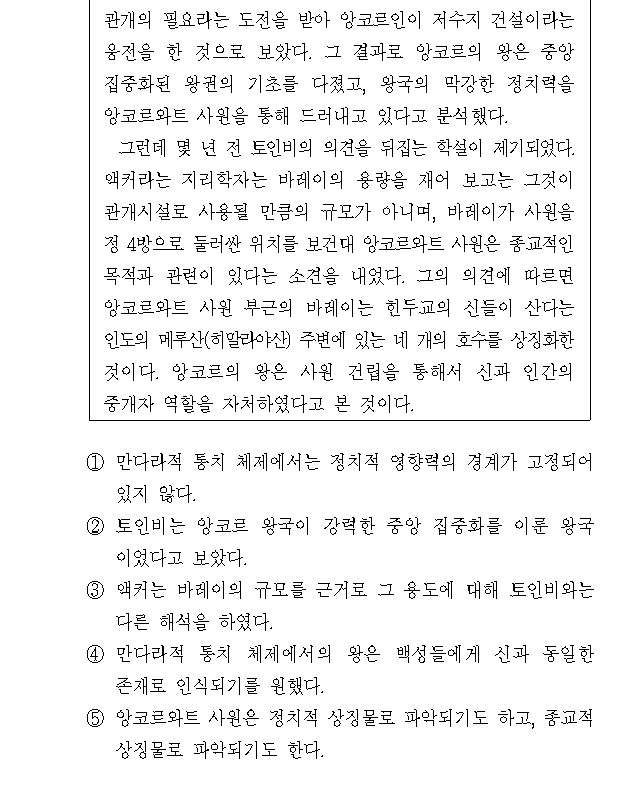 관개의 필요라는 도전을 받아 앙코르인이 저수지 건설이라는
응전을 한 것으로 보았다. 그 결과로 앙코르의 왕은 중앙
집중화된 왕권의 기초를 다졌고, 왕국의 막강한 정치력을
앙코르와트 사원을 통해 드러내고 있다고 분석했다.
그런데 몇 년 전 토인비의 의견을 뒤집는 학설이 제기되었다.
액커라는 지리학자는 바레이의 용량을 재어 보고는 그것이
관개시설로 사용될 만큼의 규모가 아니며, 바레이가 사원을
정 4방으로 둘러싼 위치를 보건대 앙코르와트 사원은 종교적인
목적과 관련이 있다는 소견을 내었다. 그의 의견에 따르면
앙코르와트 사원 부근의 바레이는 힌두교의 신들이 산다는
인도의 메루산(히말라야산) 주변에 있는 네 개의 호수를 상징화한
것이다. 앙코르의 왕은 사원 건립을 통해서 신과 인간의
중개자 역할을 자처하였다고 본 것이다.
① 만다라적 통치 체제에서는 정치적 영향력의 경계가 고정되어
있지 않다.
② 토인비는 앙코르 왕국이 강력한 중앙 집중화를 이룬 왕국
이었다고 보았다.
③ 액커는 바레이의 규모를 근거로 그 용도에 대해 토인비와는
다른 해석을 하였다.
④ 만다라적 통치 체제에서의 왕은 백성들에게 신과 동일한
존재로 인식되기를 원했다.
⑤ 앙코르와트 사원은 정치적 상징물로 파악되기도 하고, 종교적
상징물로 파악되기도 한다.